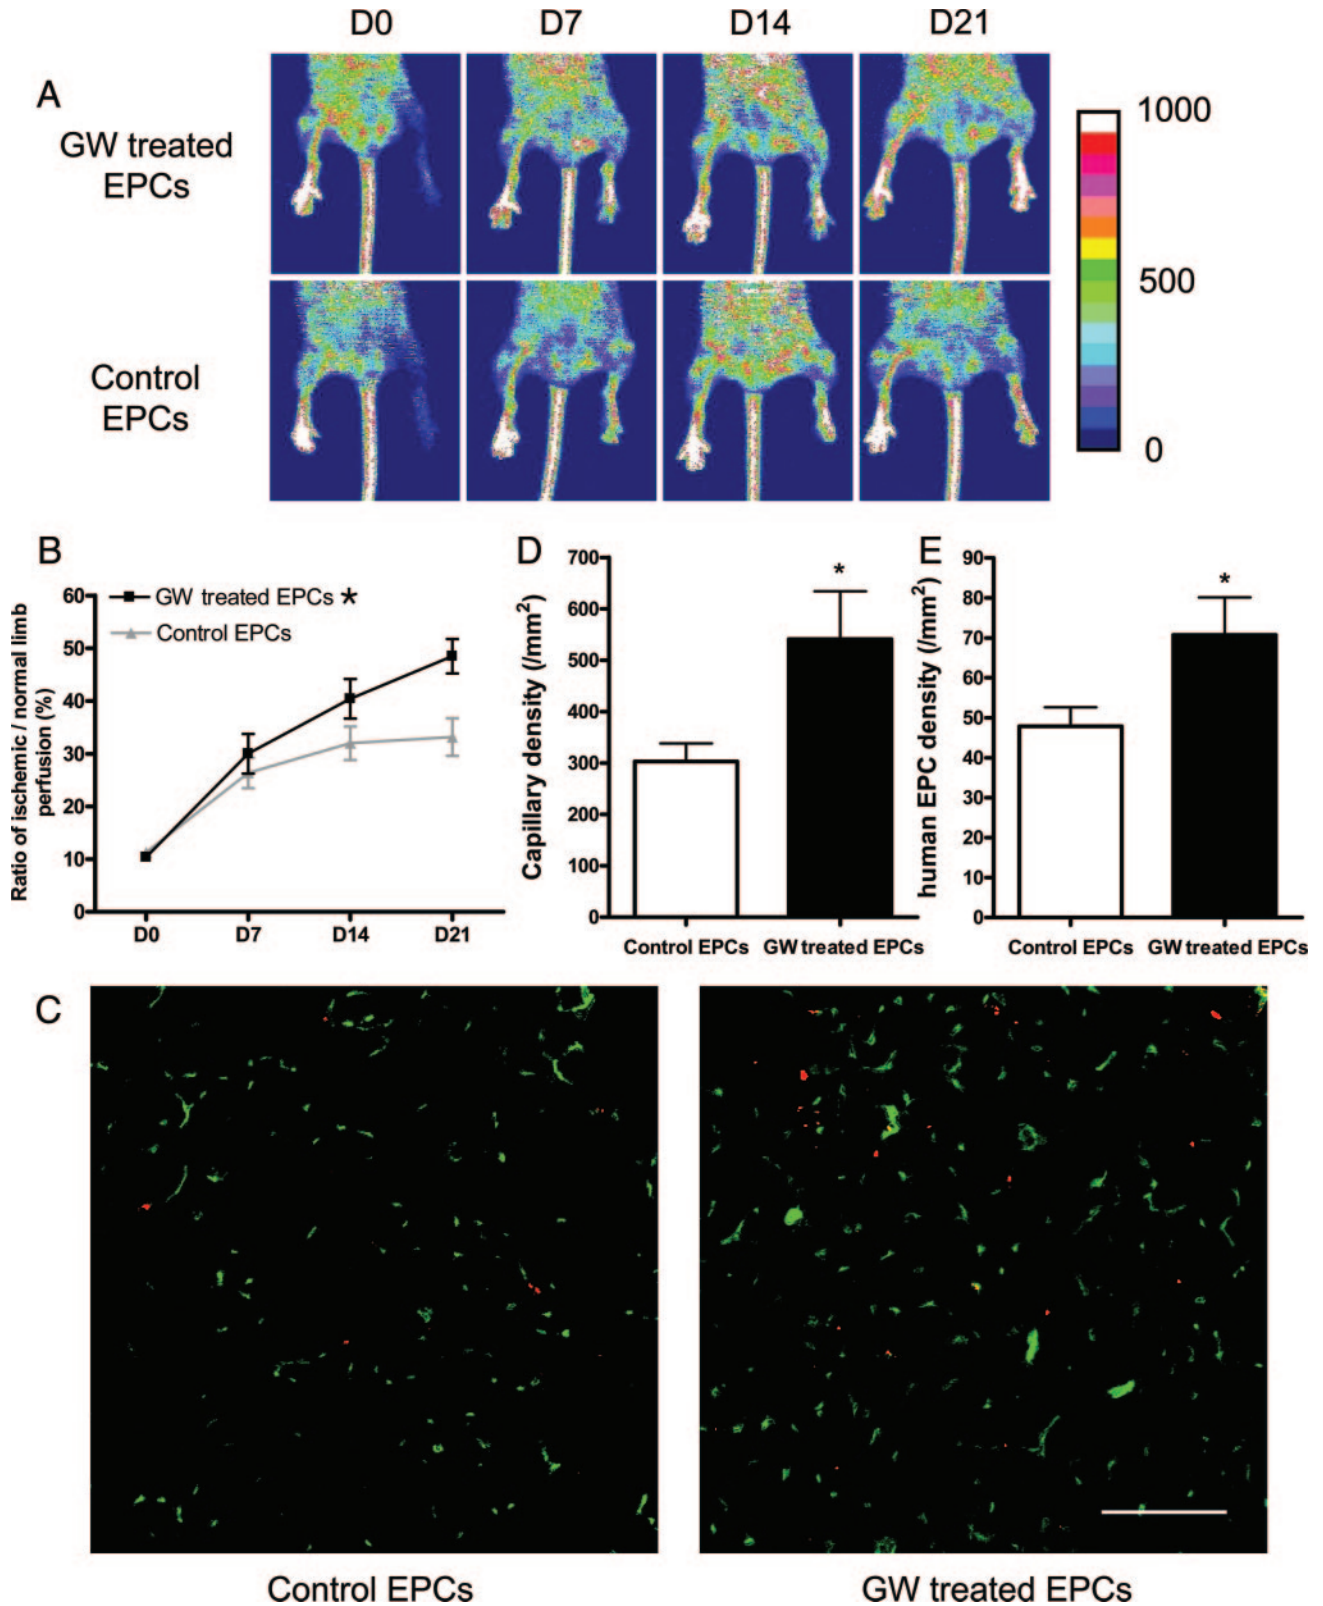 D0 D7 D14 D21
A
GW treated
EPCs
1000
500
0
Control
EPCs
B
GW treated EPCs *
Control EPCs
Ratio of ischemic / normal limb
perfusion (%)
60
50
40
30
20
10
0
D0 D7 D14 D21
D
Capillary density (/mm²)
700
600
500
400
300
200
100
0
*
Control EPCs GW treated EPCs
E
human EPC density (/mm²)
90
80
70
60
50
40
30
20
10
0
*
Control EPCs GW treated EPCs
C
Control EPCs GW treated EPCs